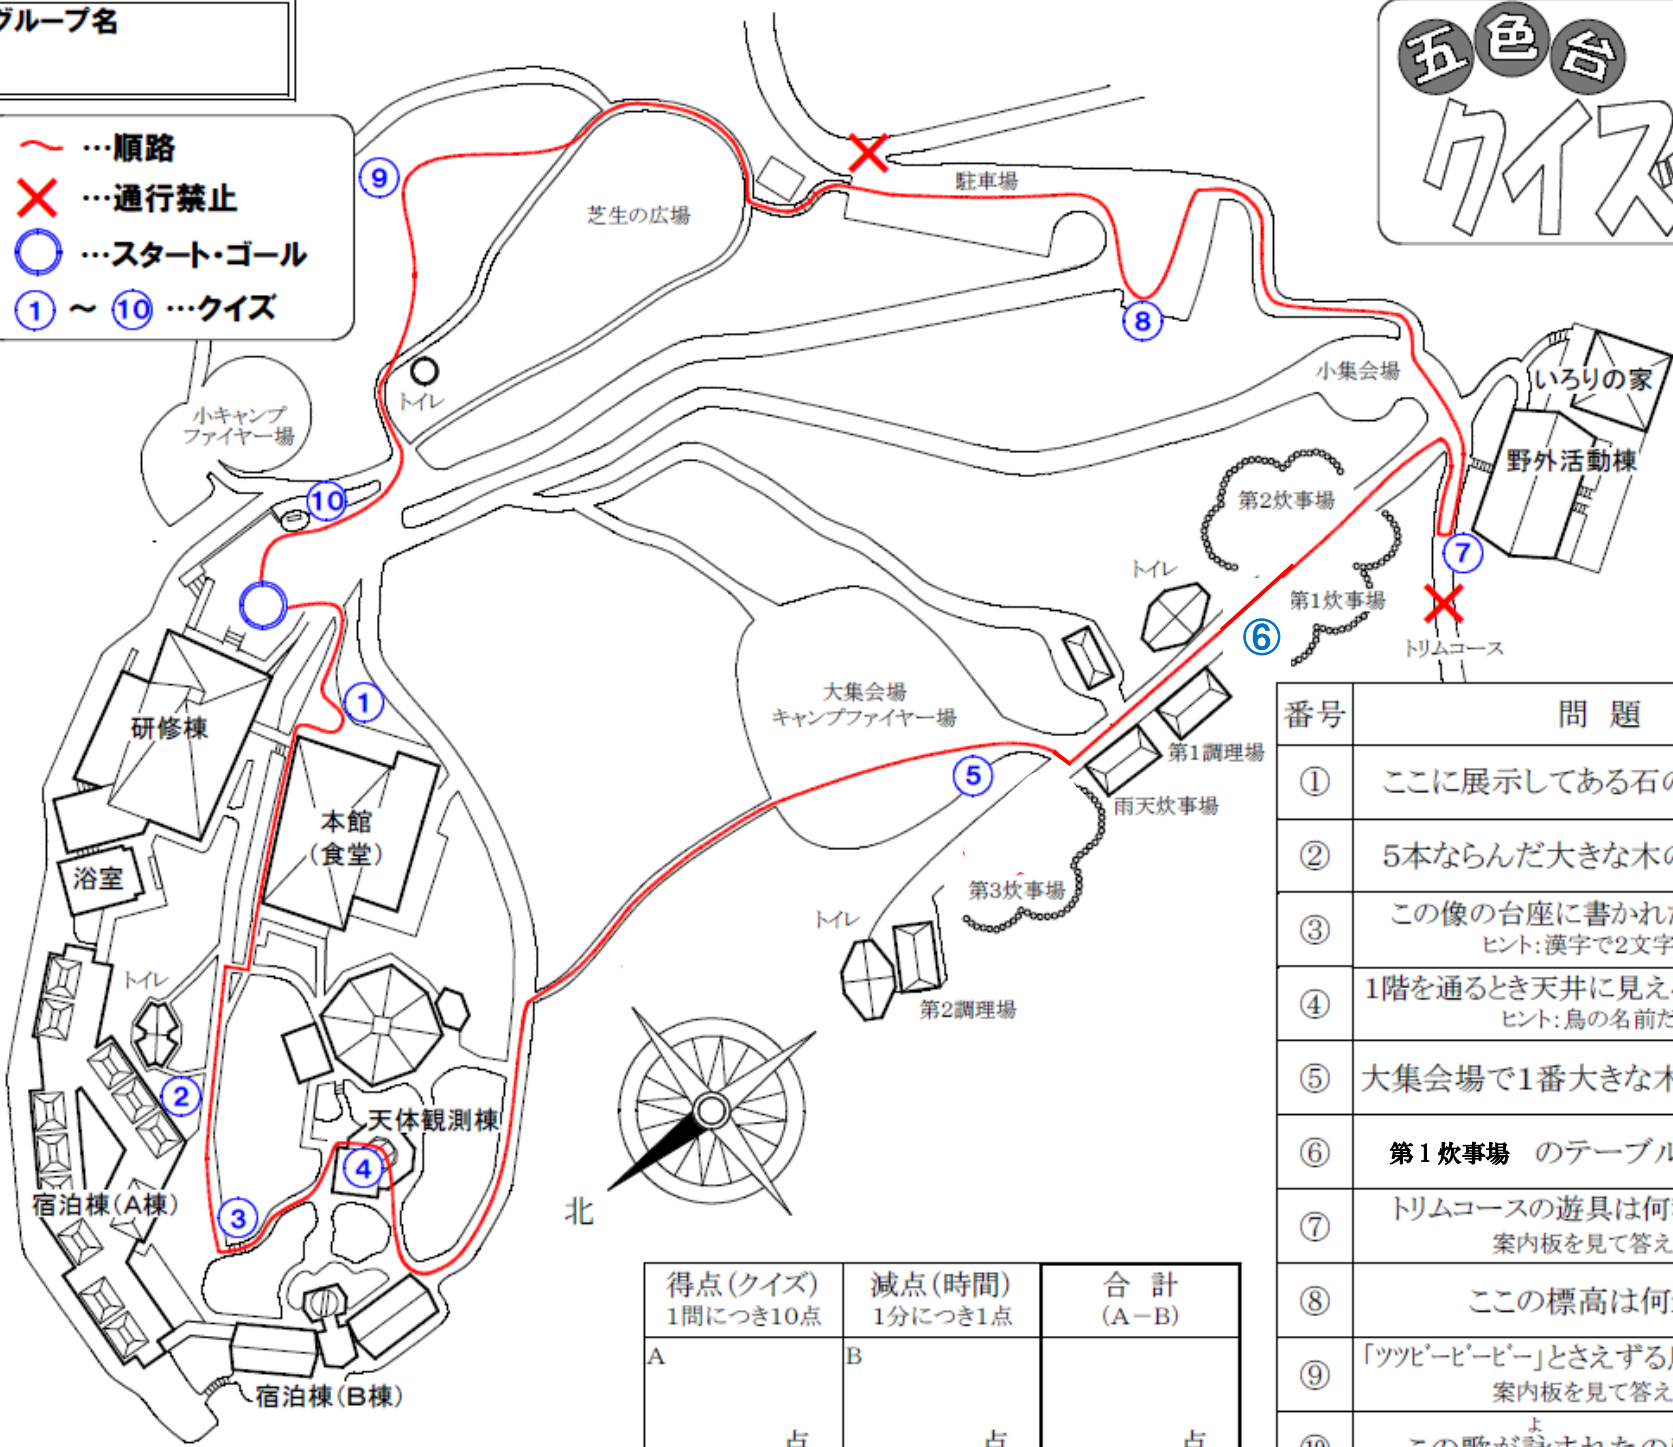 グループ名
五色台
クイズ
～ …順路
× …通行禁止
○ …スタート・ゴール
① ～ ⑩ …クイズ
⑨
芝生の広場
駐車場
⑧
トイレ
小キャンプ
ファイヤー場
小集会場
いろりの家
野外活動棟
⑩
第2炊事場
⑦
トイレ
第1炊事場
⑥
トリムコース
①
研修棟
大集会場
キャンプファイヤー場
第1調理場
⑤
雨天炊事場
本館
(食堂)
浴室
第3炊事場
トイレ
第2調理場
トイレ
②
天体観測棟
④
③
宿泊棟(A棟)
北
宿泊棟(B棟)
番号 問 題
① ここに展示してある石の
② 5本ならんだ大きな木の
③ この像の台座に書かれた
ヒント：漢字で2文字
④ 1階を通るとき天井に見え
ヒント：鳥の名前だ
⑤ 大集会場で1番大きな木
⑥ 第1炊事場 のテーブル
⑦ トリムコースの遊具は何
案内板を見て答え
⑧ ここの標高は何
⑨ 「ツツピーピーピー」とさえずる
案内板を見て答え
得点(クイズ) 減点(時間) 合 計
1問につき10点 1分につき1点 (A－B)
A B
点 点 点